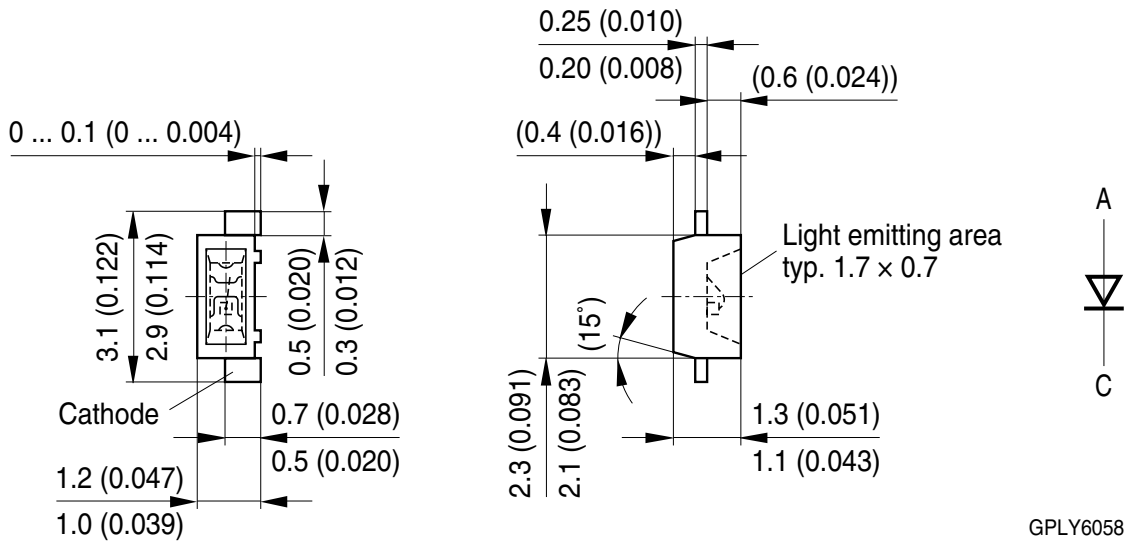 0.25 (0.010)
0.20 (0.008)
(0.6 (0.024))
0 ... 0.1 (0 ... 0.004)
(0.4 (0.016))
A
Light emitting area
typ. 1.7 × 0.7
3.1 (0.122)
2.9 (0.114)
0.5 (0.020)
0.3 (0.012)
(15°)
C
Cathode
0.7 (0.028)
0.5 (0.020)
2.3 (0.091)
2.1 (0.083)
1.3 (0.051)
1.1 (0.043)
1.2 (0.047)
1.0 (0.039)
GPLY6058